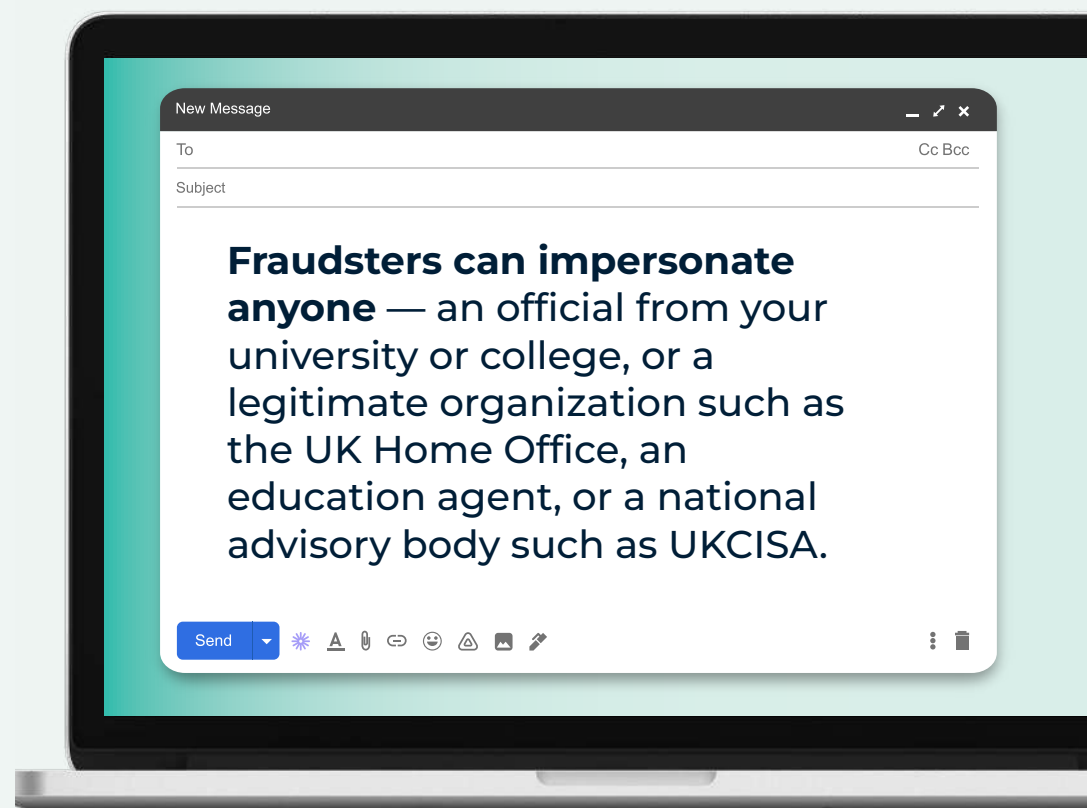 New Message
To
Cc Bcc
Subject
Fraudsters can impersonate
anyone — an official from your
university or college, or a
legitimate organization such as
the UK Home Office, an
education agent, or a national
advisory body such as UKCISA.
Send